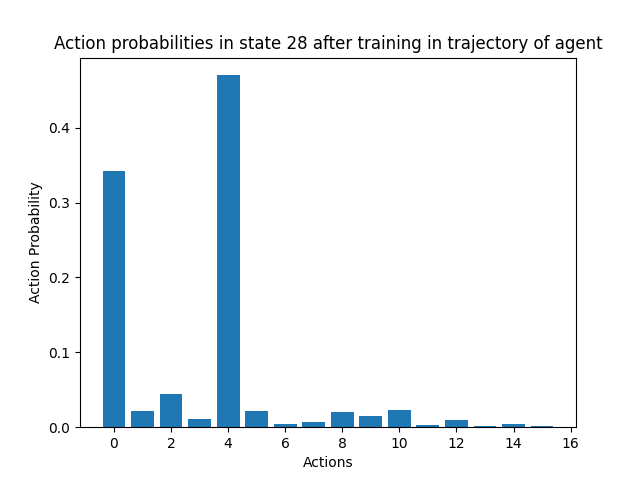 Action probabilities in state 28 after training in trajectory of agent
0.4
0.3
0.2
0.1
0.0
Action Probability
0 2 4 6 8 10 12 14 16
Actions